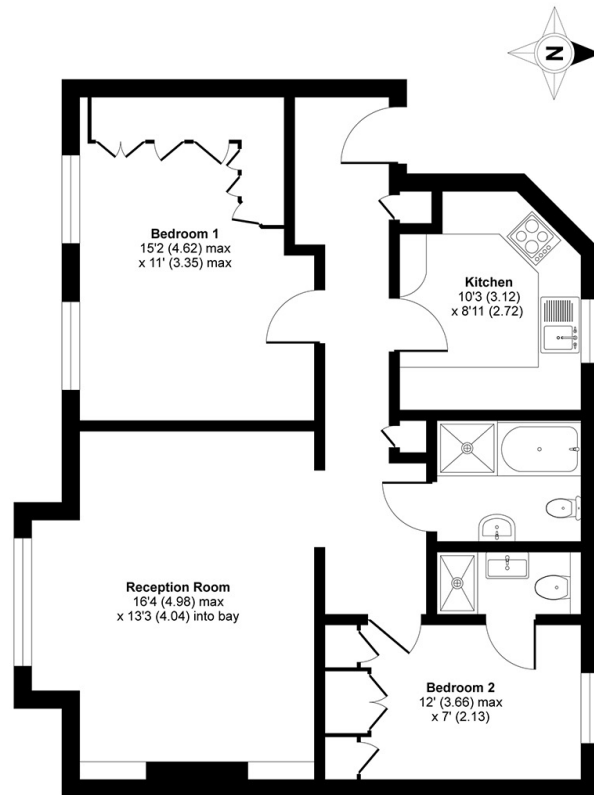 N
Bedroom 1
15'2 (4.62) max
x 11' (3.35) max
Kitchen
10'3 (3.12)
x 8'11 (2.72)
Reception Room
16'4 (4.98) max
x 13'3 (4.04) into bay
Bedroom 2
12' (3.66) max
x 7' (2.13)